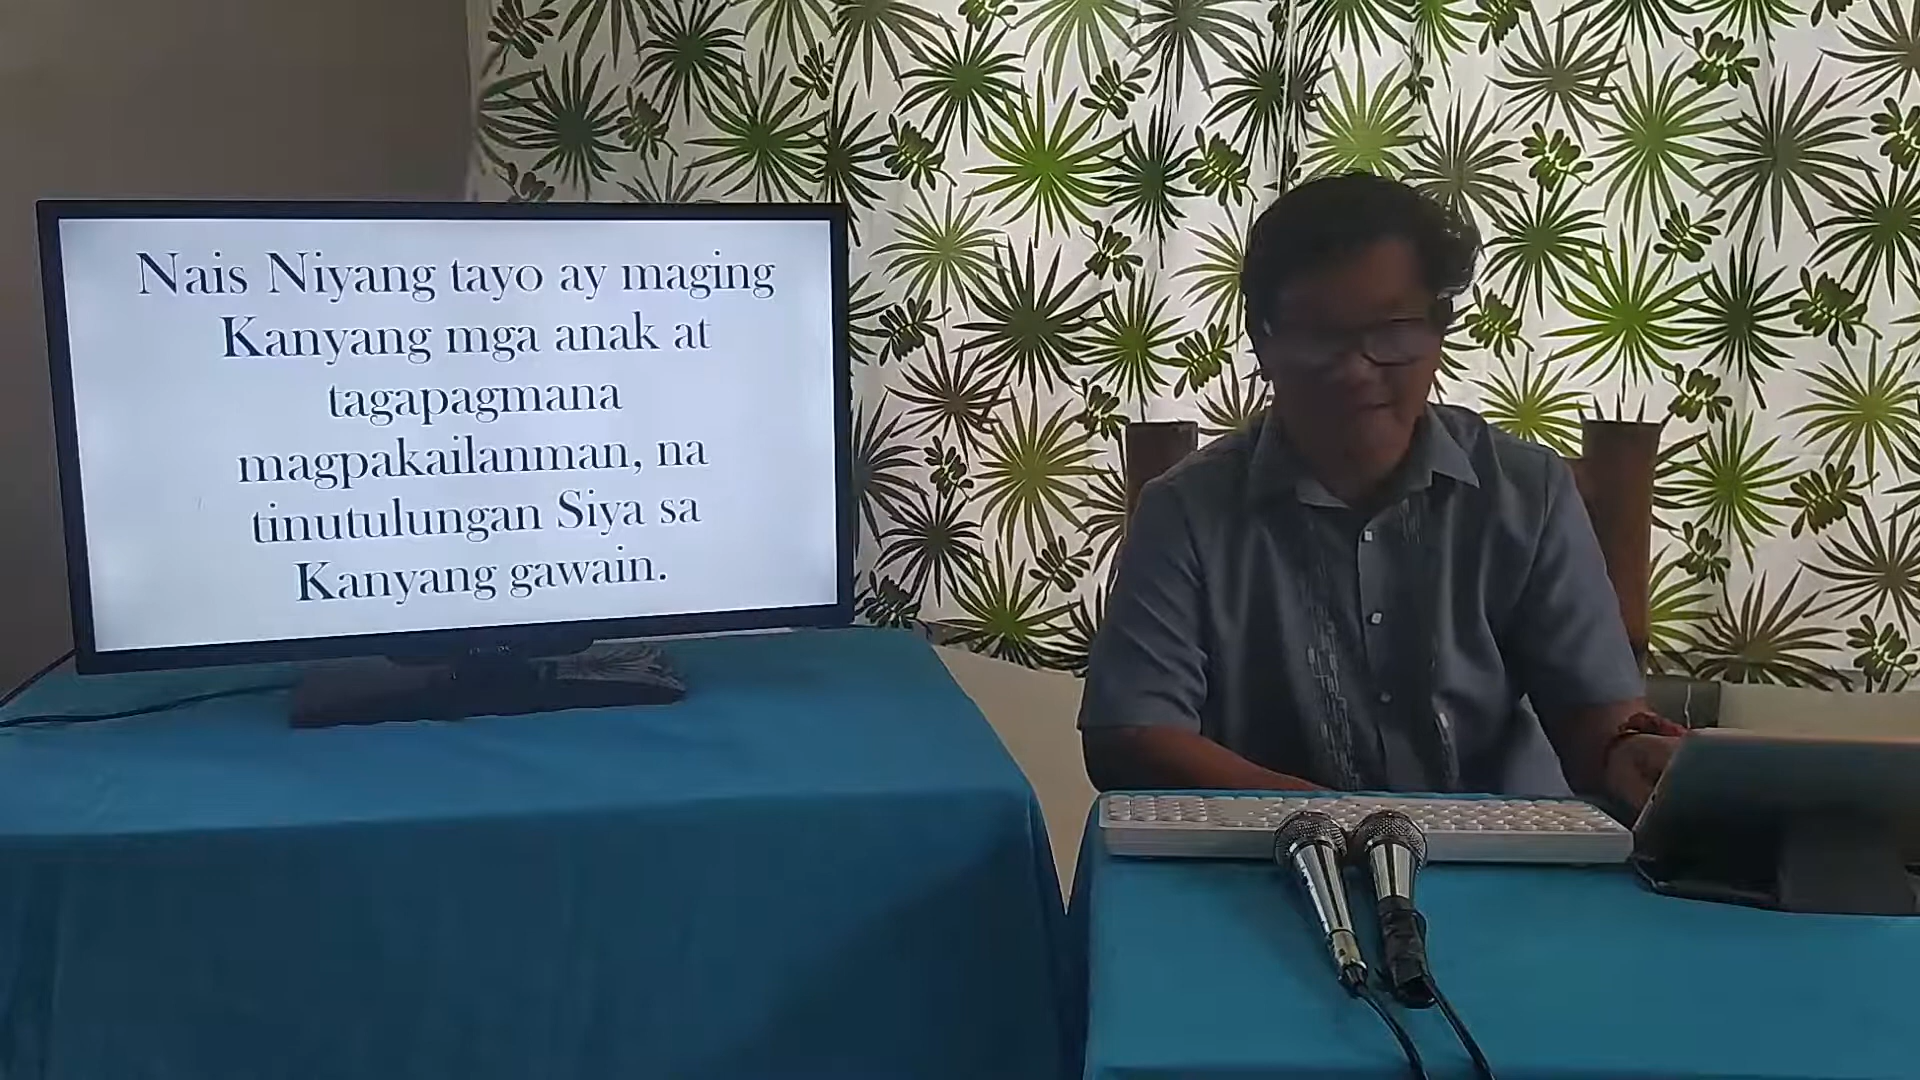 Nais Niyang tayo ay maging
Kanyang mga anak at
tagapagmana
magpakailanman, na
tinutulungan Siya sa
Kanyang gawain.